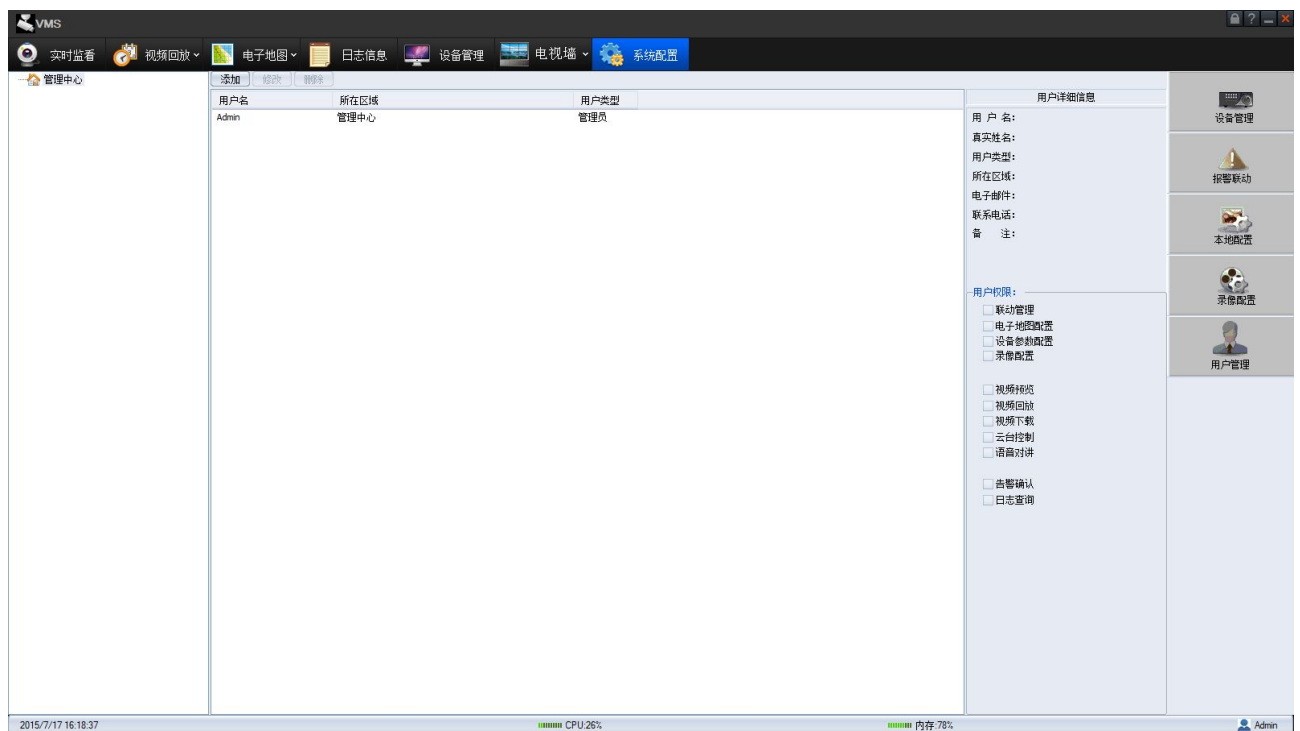 VMS
实时监看 视频回放 电子地图 日志信息 设备管理 电视墙 系统配置
管理中心
添加 修改 删除
用户名 所在区域 用户类型
Admin 管理中心 管理员
用户详细信息
用 户 名：
真实姓名：
用户类型：
所在区域：
电子邮件：
联系电话：
备 注：
用户权限：
联动管理
电子地图配置
设备参数配置
录像配置
视频预览
视频回放
视频下载
云台控制
语音对讲
告警确认
日志查询
设备管理
报警联动
本地配置
录像配置
用户管理
2015/7/17 16:18:37 CPU:26% 内存:78% Admin